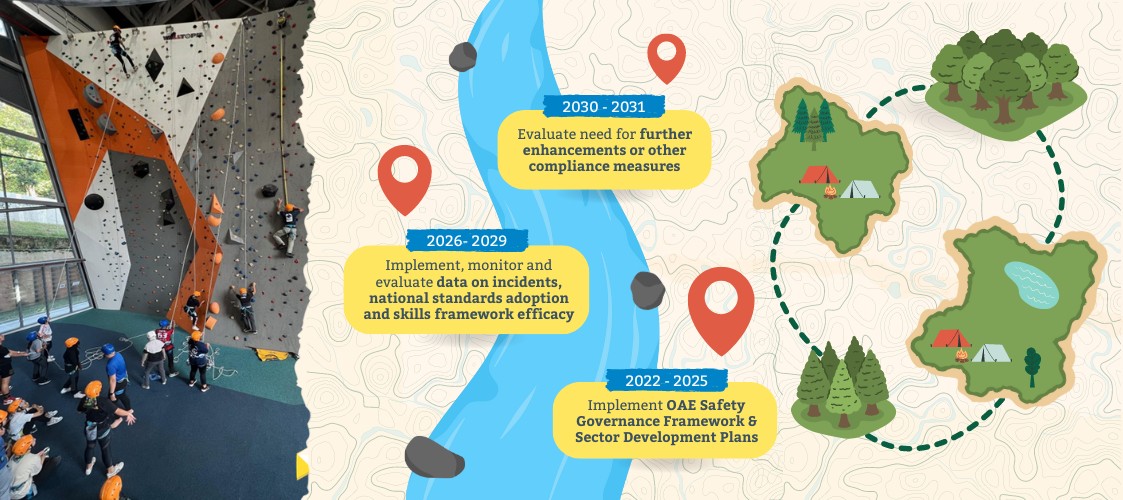 2030 - 2031
Evaluate need for further
enhancements or other
compliance measures
2026- 2029
Implement, monitor and
evaluate data on incidents,
national standards adoption
and skills framework efficacy
2022 - 2025
Implement OAE Safety
Governance Framework &
Sector Development Plans